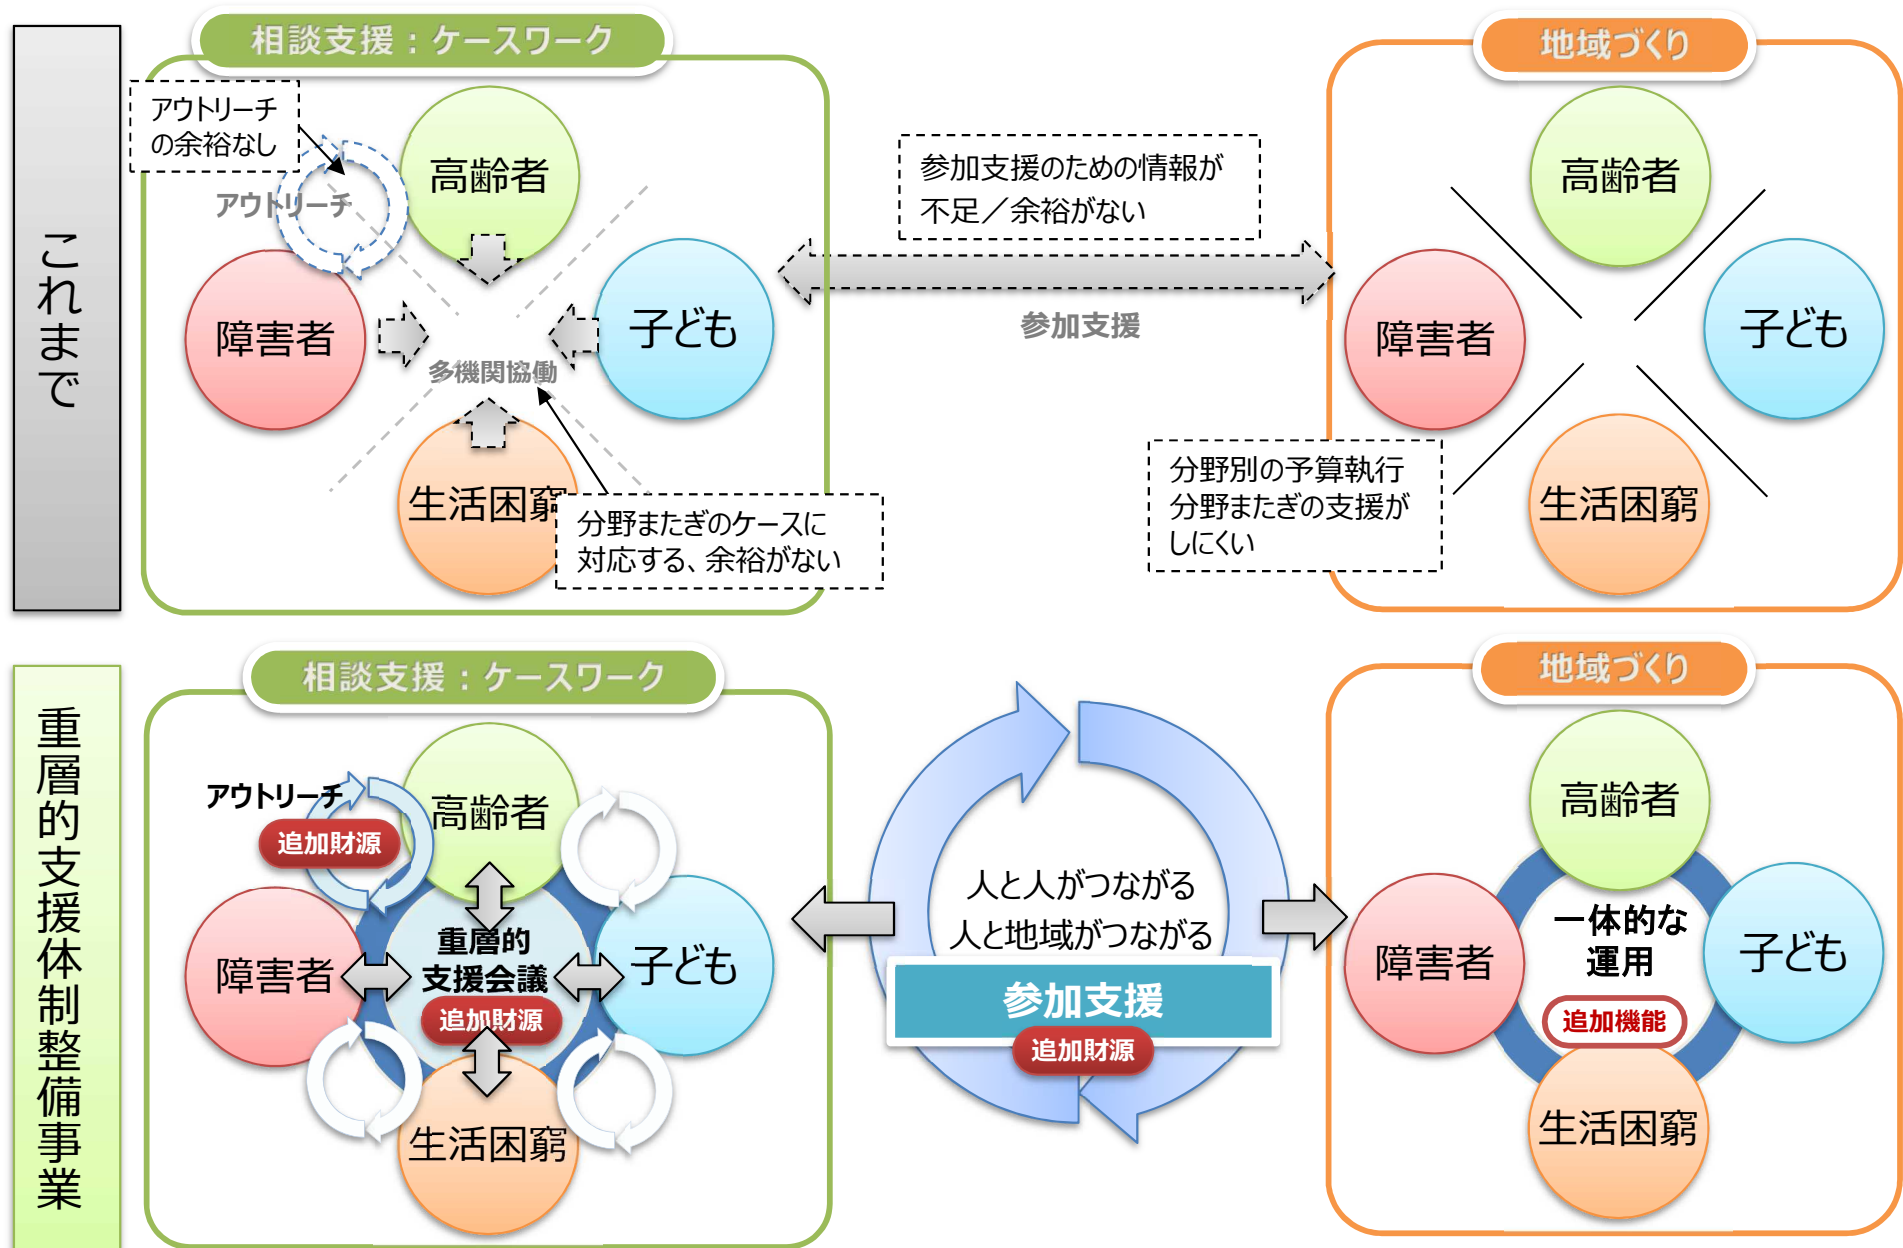 これまで
相談支援：ケースワーク
アウトリーチ
の余裕なし
アウトリーチ
高齢者
障害者
子ども
多機関協働
生活困窮
分野またぎのケースに
対応する、余裕がない
参加支援のための情報が
不足／余裕がない
参加支援
地域づくり
高齢者
障害者
子ども
生活困窮
分野別の予算執行
分野またぎの支援が
しにくい
重層的支援体制整備事業
相談支援：ケースワーク
アウトリーチ
追加財源
高齢者
障害者
重層的
支援会議
追加財源
子ども
生活困窮
人と人がつながる
人と地域がつながる
参加支援
追加財源
地域づくり
高齢者
障害者
一体的な
運用
追加機能
子ども
生活困窮